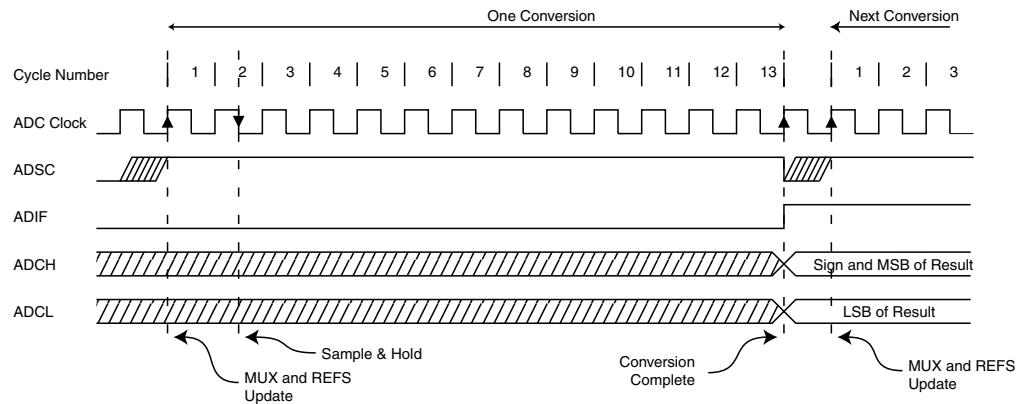 One Conversion
Next Conversion
Cycle Number 1 2 3 4 5 6 7 8 9 10 11 12 13 1 2 3
ADC Clock
ADSC
ADIF
ADCH Sign and MSB of Result
ADCL LSB of Result
Sample & Hold
MUX and REFS
Update
Conversion
Complete
MUX and REFS
Update